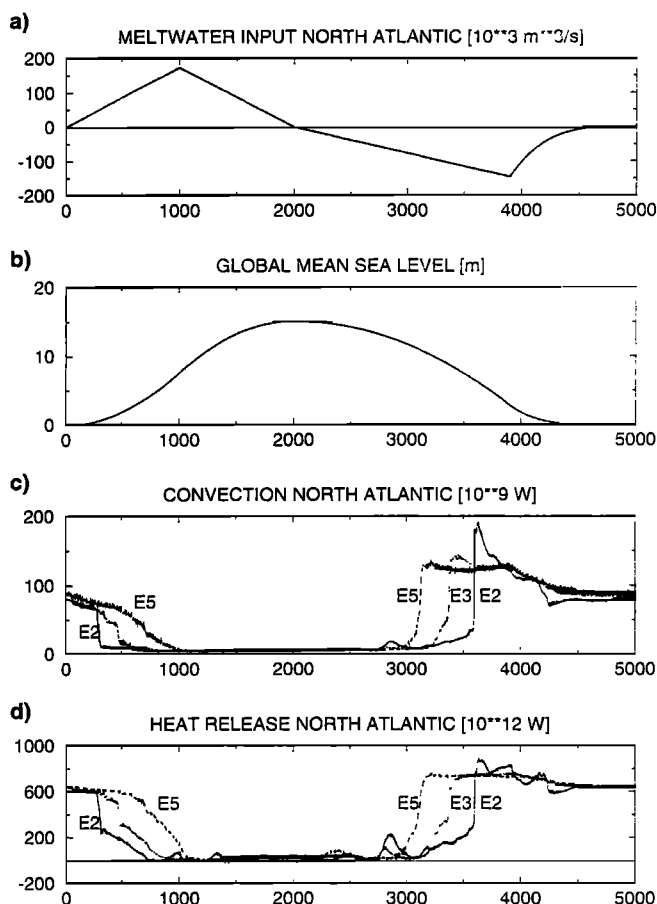 a)
MELTWATER INPUT NORTH ATLANTIC [10**3 m**3/s]
200
100
0
-100
-200
0 1000 2000 3000 4000 5000
b)
GLOBAL MEAN SEA LEVEL [m]
20
10
0
0 1000 2000 3000 4000 5000
c)
CONVECTION NORTH ATLANTIC [10**9 W]
200
100
0
E2 E5 E5 E3 E2
0 1000 2000 3000 4000 5000
d)
HEAT RELEASE NORTH ATLANTIC [10**12 W]
1000
600
200
-200
E2 E5 E5 E3 E2
0 1000 2000 3000 4000 5000